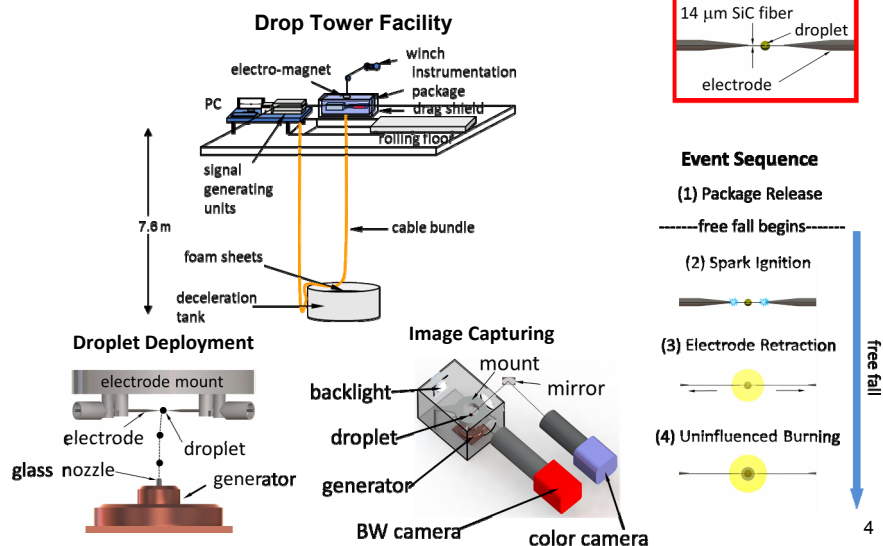 Drop Tower Facility
winch
electro-magnet
instrumentation
package
PC
drag shield
rolling floor
signal
generating
units
7.6 m
cable bundle
foam sheets
deceleration
tank
14 μm SiC fiber
droplet
electrode
Event Sequence
(1) Package Release
-------free fall begins-------
(2) Spark Ignition
(3) Electrode Retraction
(4) Uninfluenced Burning
free fall
Droplet Deployment
electrode mount
electrode
droplet
glass nozzle
generator
Image Capturing
mount
backlight
mirror
droplet
generator
BW camera
color camera
4